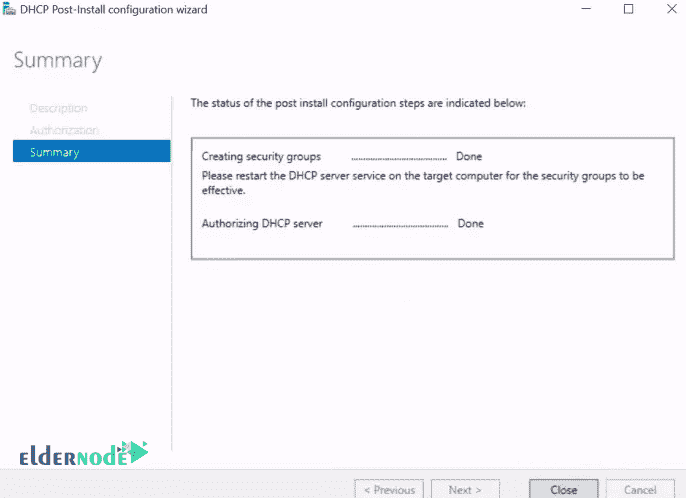 DHCP Post-Install configuration wizard
Summary
Description
Authorization
Summary
The status of the post install configuration steps are indicated below:
Creating security groups ........................................ Done
Please restart the DHCP server service on the target computer for the security groups to be
effective.
Authorizing DHCP server ........................................ Done
ELDERNODE
< Previous Next > Close Cancel